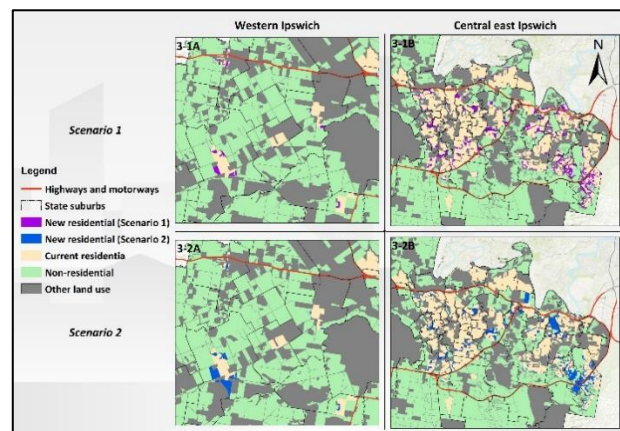 Western Ipswich
Central east Ipswich
3-1A
3-1B
N
Scenario 1
Legend
Highways and motorways
State suburbs
New residential (Scenario 1)
New residential (Scenario 2)
Current residentia
Non-residential
Other land use
3-2A
3-2B
Scenario 2